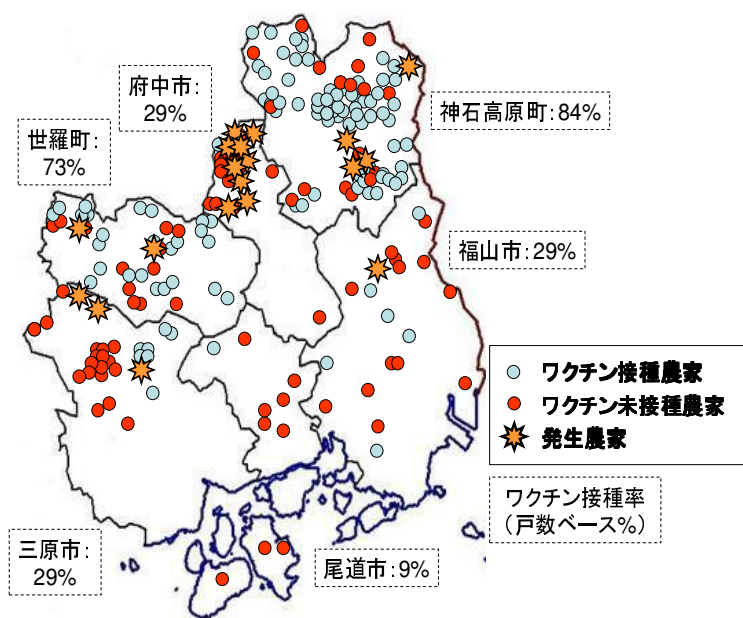 府中市：
29%
神石高原町：84%
世羅町：
73%
福山市：29%
ワクチン接種農家
ワクチン未接種農家
発生農家
ワクチン接種率
（戸数ベース%）
三原市：
29%
尾道市：9%